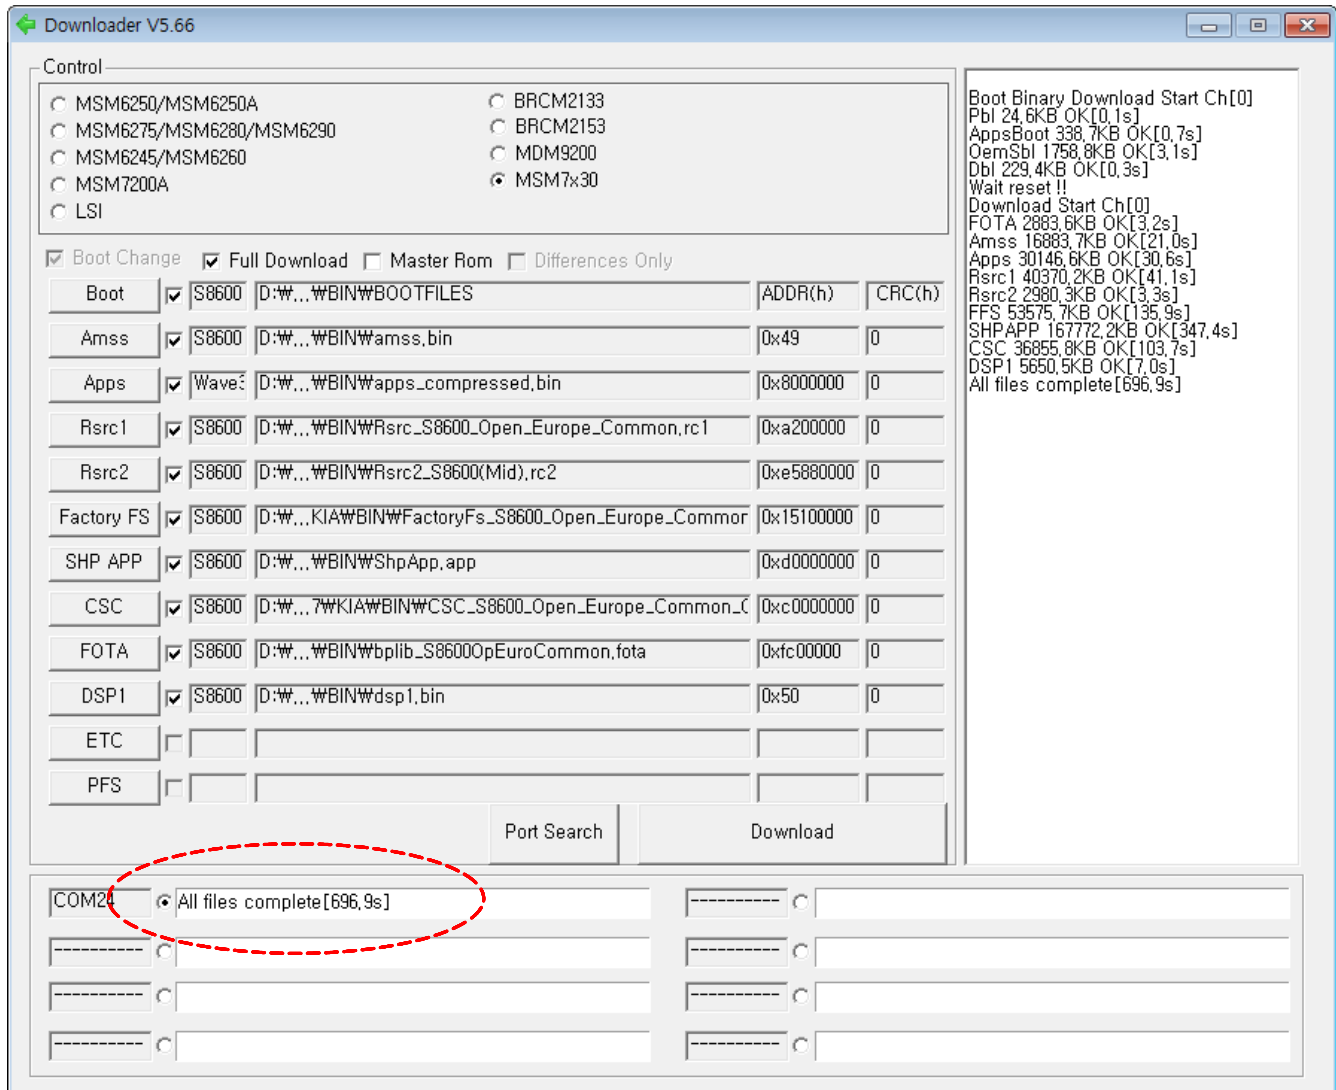 Downloader V5.66
Control
MSM6250/MSM6250A
MSM6275/MSM6280/MSM6290
MSM6245/MSM6260
MSM7200A
LSI
BRCM2133
BRCM2153
MDM9200
MSM7x30
Boot Change Full Download Master Rom Differences Only
Boot S8600 D:₩,,,₩BIN₩BOOTFILES ADDR(h) CRC(h)
Amss S8600 D:₩,,,₩BIN₩amss,bin 0x49 0
Apps Wave3 D:₩,,,₩BIN₩apps_compressed,bin 0x8000000 0
Rsrc1 S8600 D:₩,,,₩BIN₩Rsrc_S8600_Open_Europe_Common,rc1 0xa200000 0
Rsrc2 S8600 D:₩,,,₩BIN₩Rsrc2_S8600(Mid),rc2 0xe5880000 0
Factory FS S8600 D:₩,,,KIA₩BIN₩FactoryFs_S8600_Open_Europe_Common 0x15100000 0
SHP APP S8600 D:₩,,,₩BIN₩ShpApp,app 0xd0000000 0
CSC S8600 D:₩,,,7₩KIA₩BIN₩CSC_S8600_Open_Europe_Common_( 0xc0000000 0
FOTA S8600 D:₩,,,₩BIN₩bplib_S8600OpEuroCommon,fota 0xfc00000 0
DSP1 S8600 D:₩,,,₩BIN₩dsp1,bin 0x50 0
ETC
PFS
Port Search Download
Boot Binary Download Start Ch[0]
Pbl 24,6KB OK[0,1s]
AppsBoot 338,7KB OK[0,7s]
OemSbl 1758,8KB OK[3,1s]
Dbl 229,4KB OK[0,3s]
Wait reset !!
Download Start Ch[0]
FOTA 2883,6KB OK[3,2s]
Amss 16883,7KB OK[21,0s]
Apps 30146,6KB OK[30,6s]
Rsrc1 40370,2KB OK[41,1s]
Rsrc2 2980,3KB OK[3,3s]
FFS 53575,7KB OK[135,9s]
SHPAPP 167772,2KB OK[347,4s]
CSC 36855,8KB OK[103,7s]
DSP1 5650,5KB OK[7,0s]
All files complete[696,9s]
COM24 All files complete[696,9s] ----------
---------- ----------
---------- ----------
---------- ----------